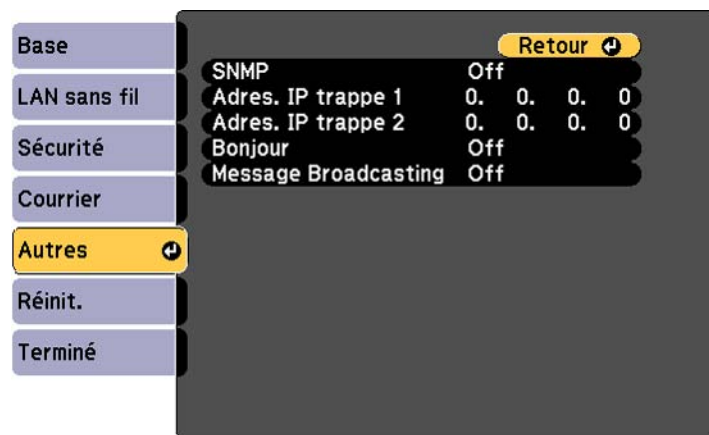 Base
LAN sans fil
Sécurité
Courrier
Autres
Réinit.
Terminé
Retour
SNMP Off
Adres. IP trappe 1 0. 0. 0. 0
Adres. IP trappe 2 0. 0. 0. 0
Bonjour Off
Message Broadcasting Off